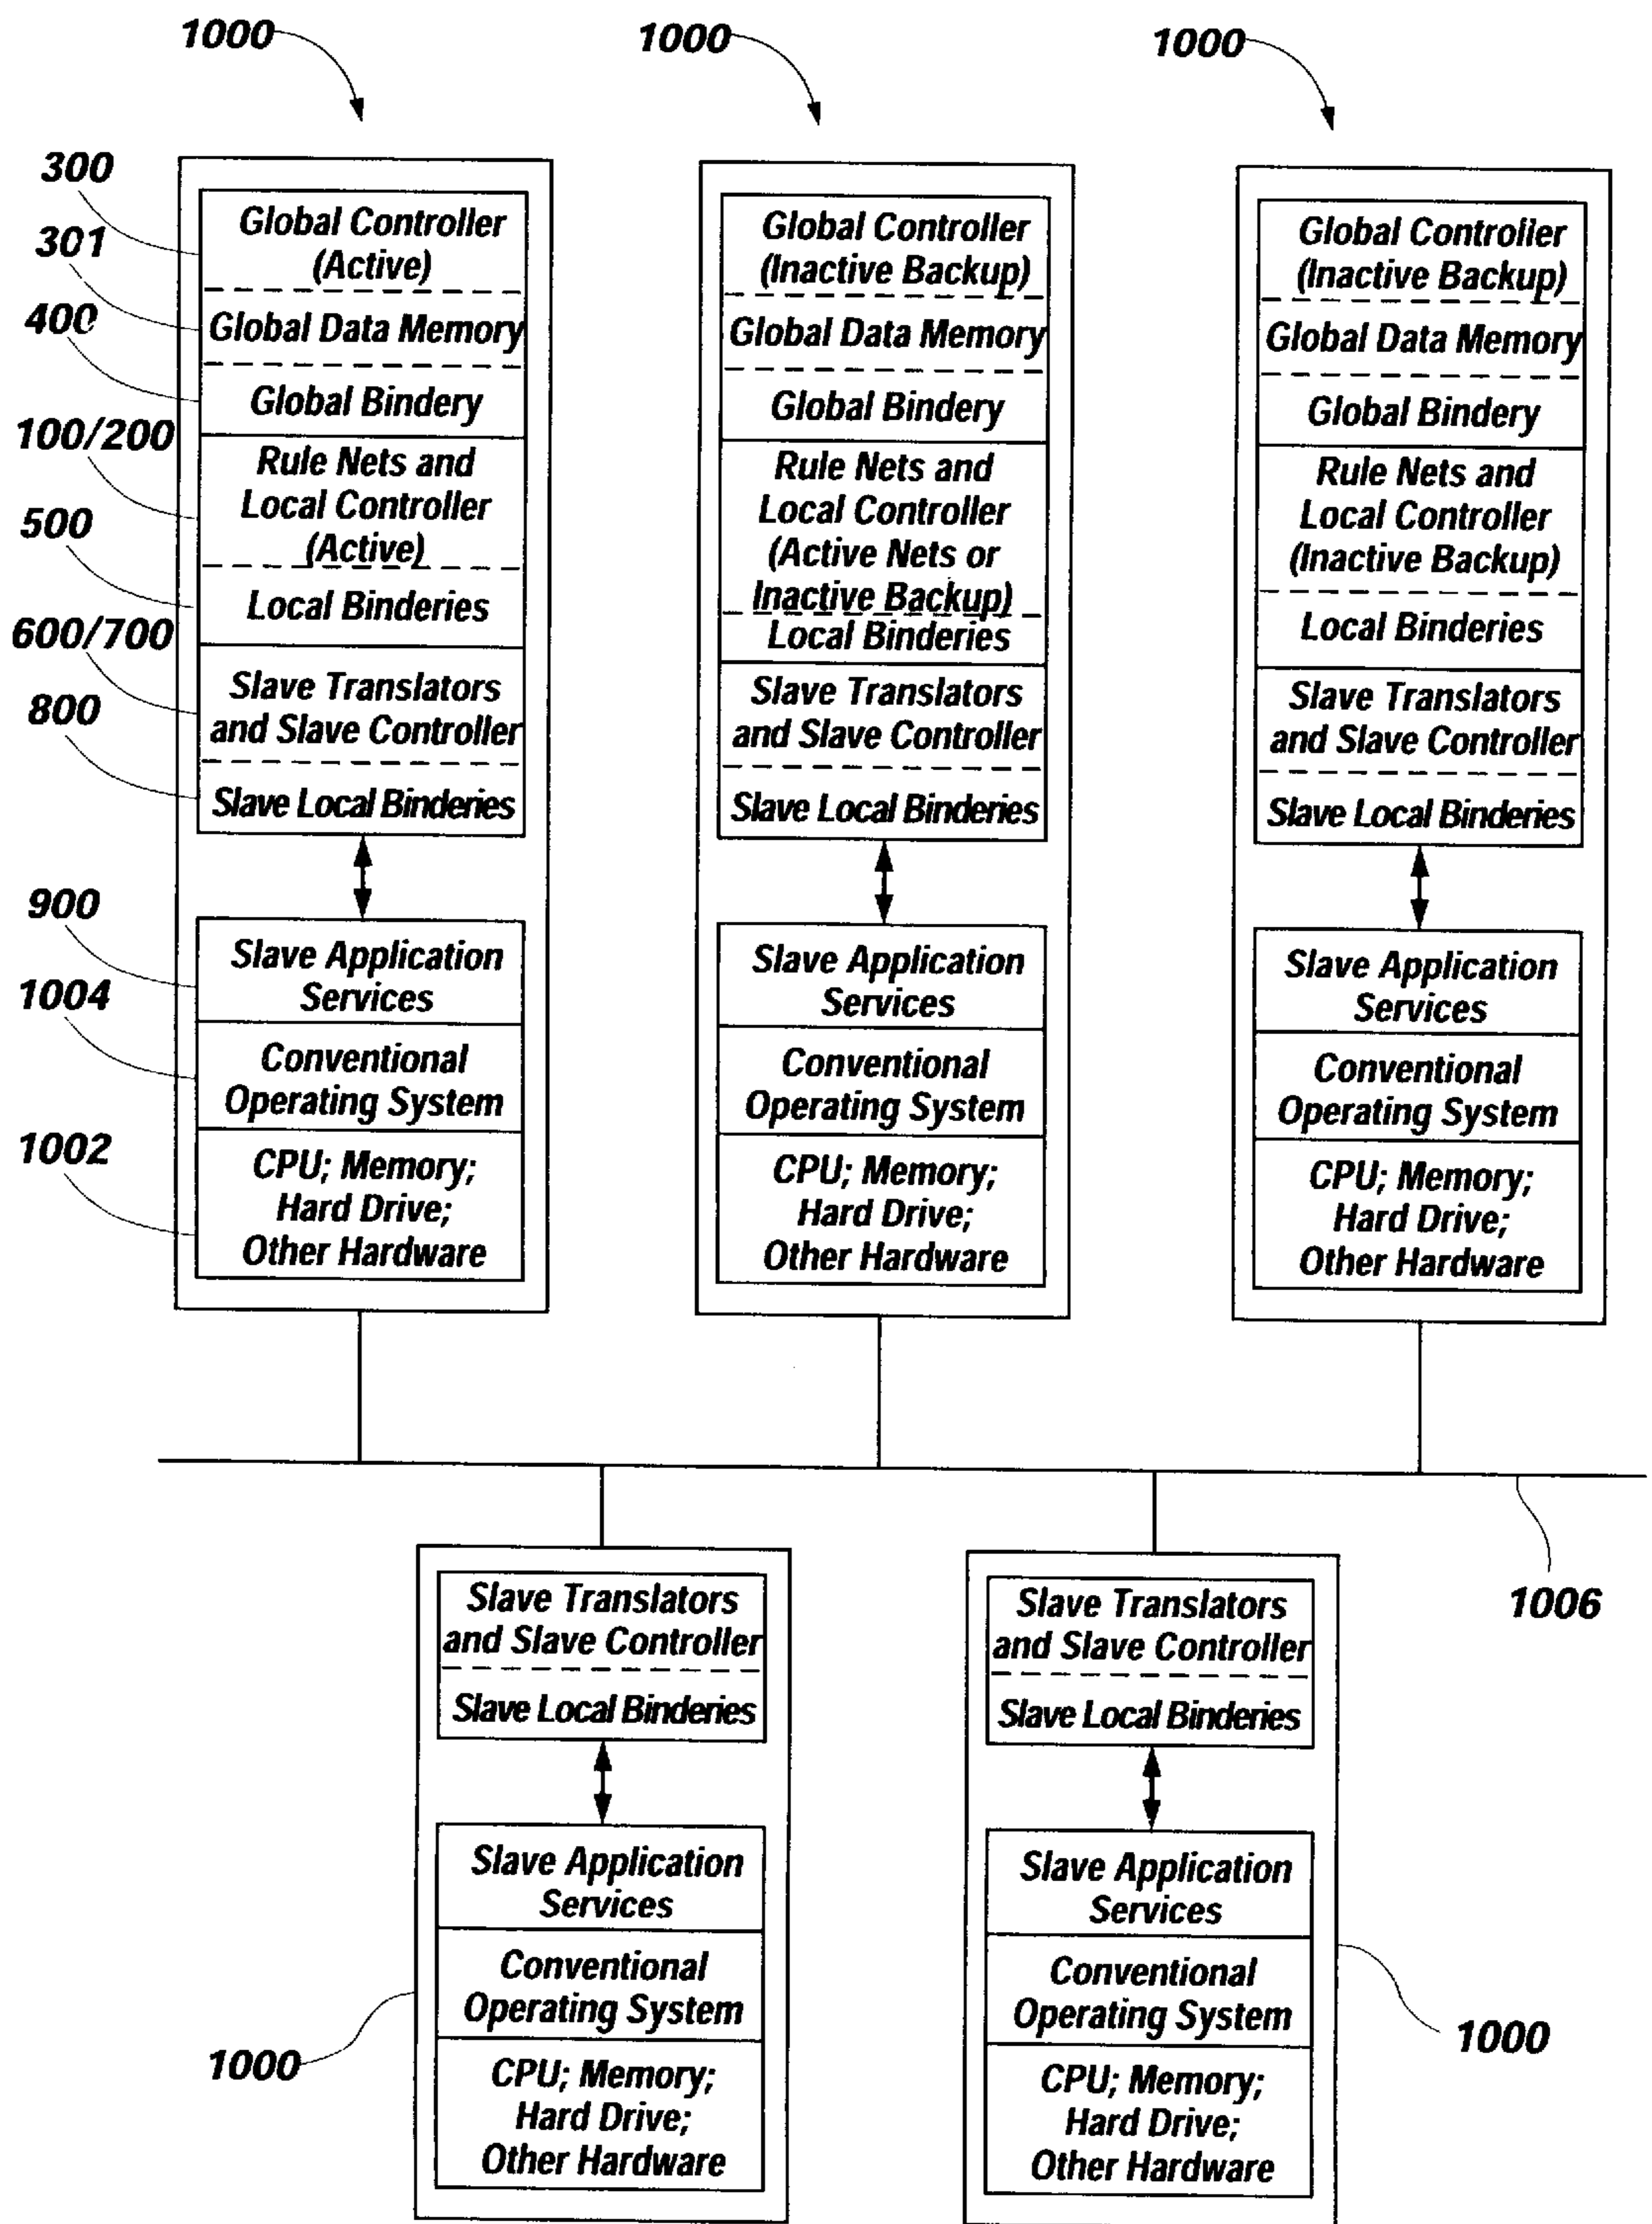 1000
1000
1000
300
301
400
100/200
500
600/700
800
900
1004
1002
Global Controller
(Active)
Global Data Memory
Global Bindery
Rule Nets and
Local Controller
(Active)
Local Binderies
Slave Translators
and Slave Controller
Slave Local Binderies
Slave Application
Services
Conventional
Operating System
CPU; Memory;
Hard Drive;
Other Hardware
Global Controller
(Inactive Backup)
Global Data Memory
Global Bindery
Rule Nets and
Local Controller
(Active Nets or
Inactive Backup)
Local Binderies
Slave Translators
and Slave Controller
Slave Local Binderies
Slave Application
Services
Conventional
Operating System
CPU; Memory;
Hard Drive;
Other Hardware
Global Controller
(Inactive Backup)
Global Data Memory
Global Bindery
Rule Nets and
Local Controller
(Inactive Backup)
Local Binderies
Slave Translators
and Slave Controller
Slave Local Binderies
Slave Application
Services
Conventional
Operating System
CPU; Memory;
Hard Drive;
Other Hardware
1006
Slave Translators
and Slave Controller
Slave Local Binderies
Slave Application
Services
Conventional
Operating System
CPU; Memory;
Hard Drive;
Other Hardware
1000
Slave Translators
and Slave Controller
Slave Local Binderies
Slave Application
Services
Conventional
Operating System
CPU; Memory;
Hard Drive;
Other Hardware
1000